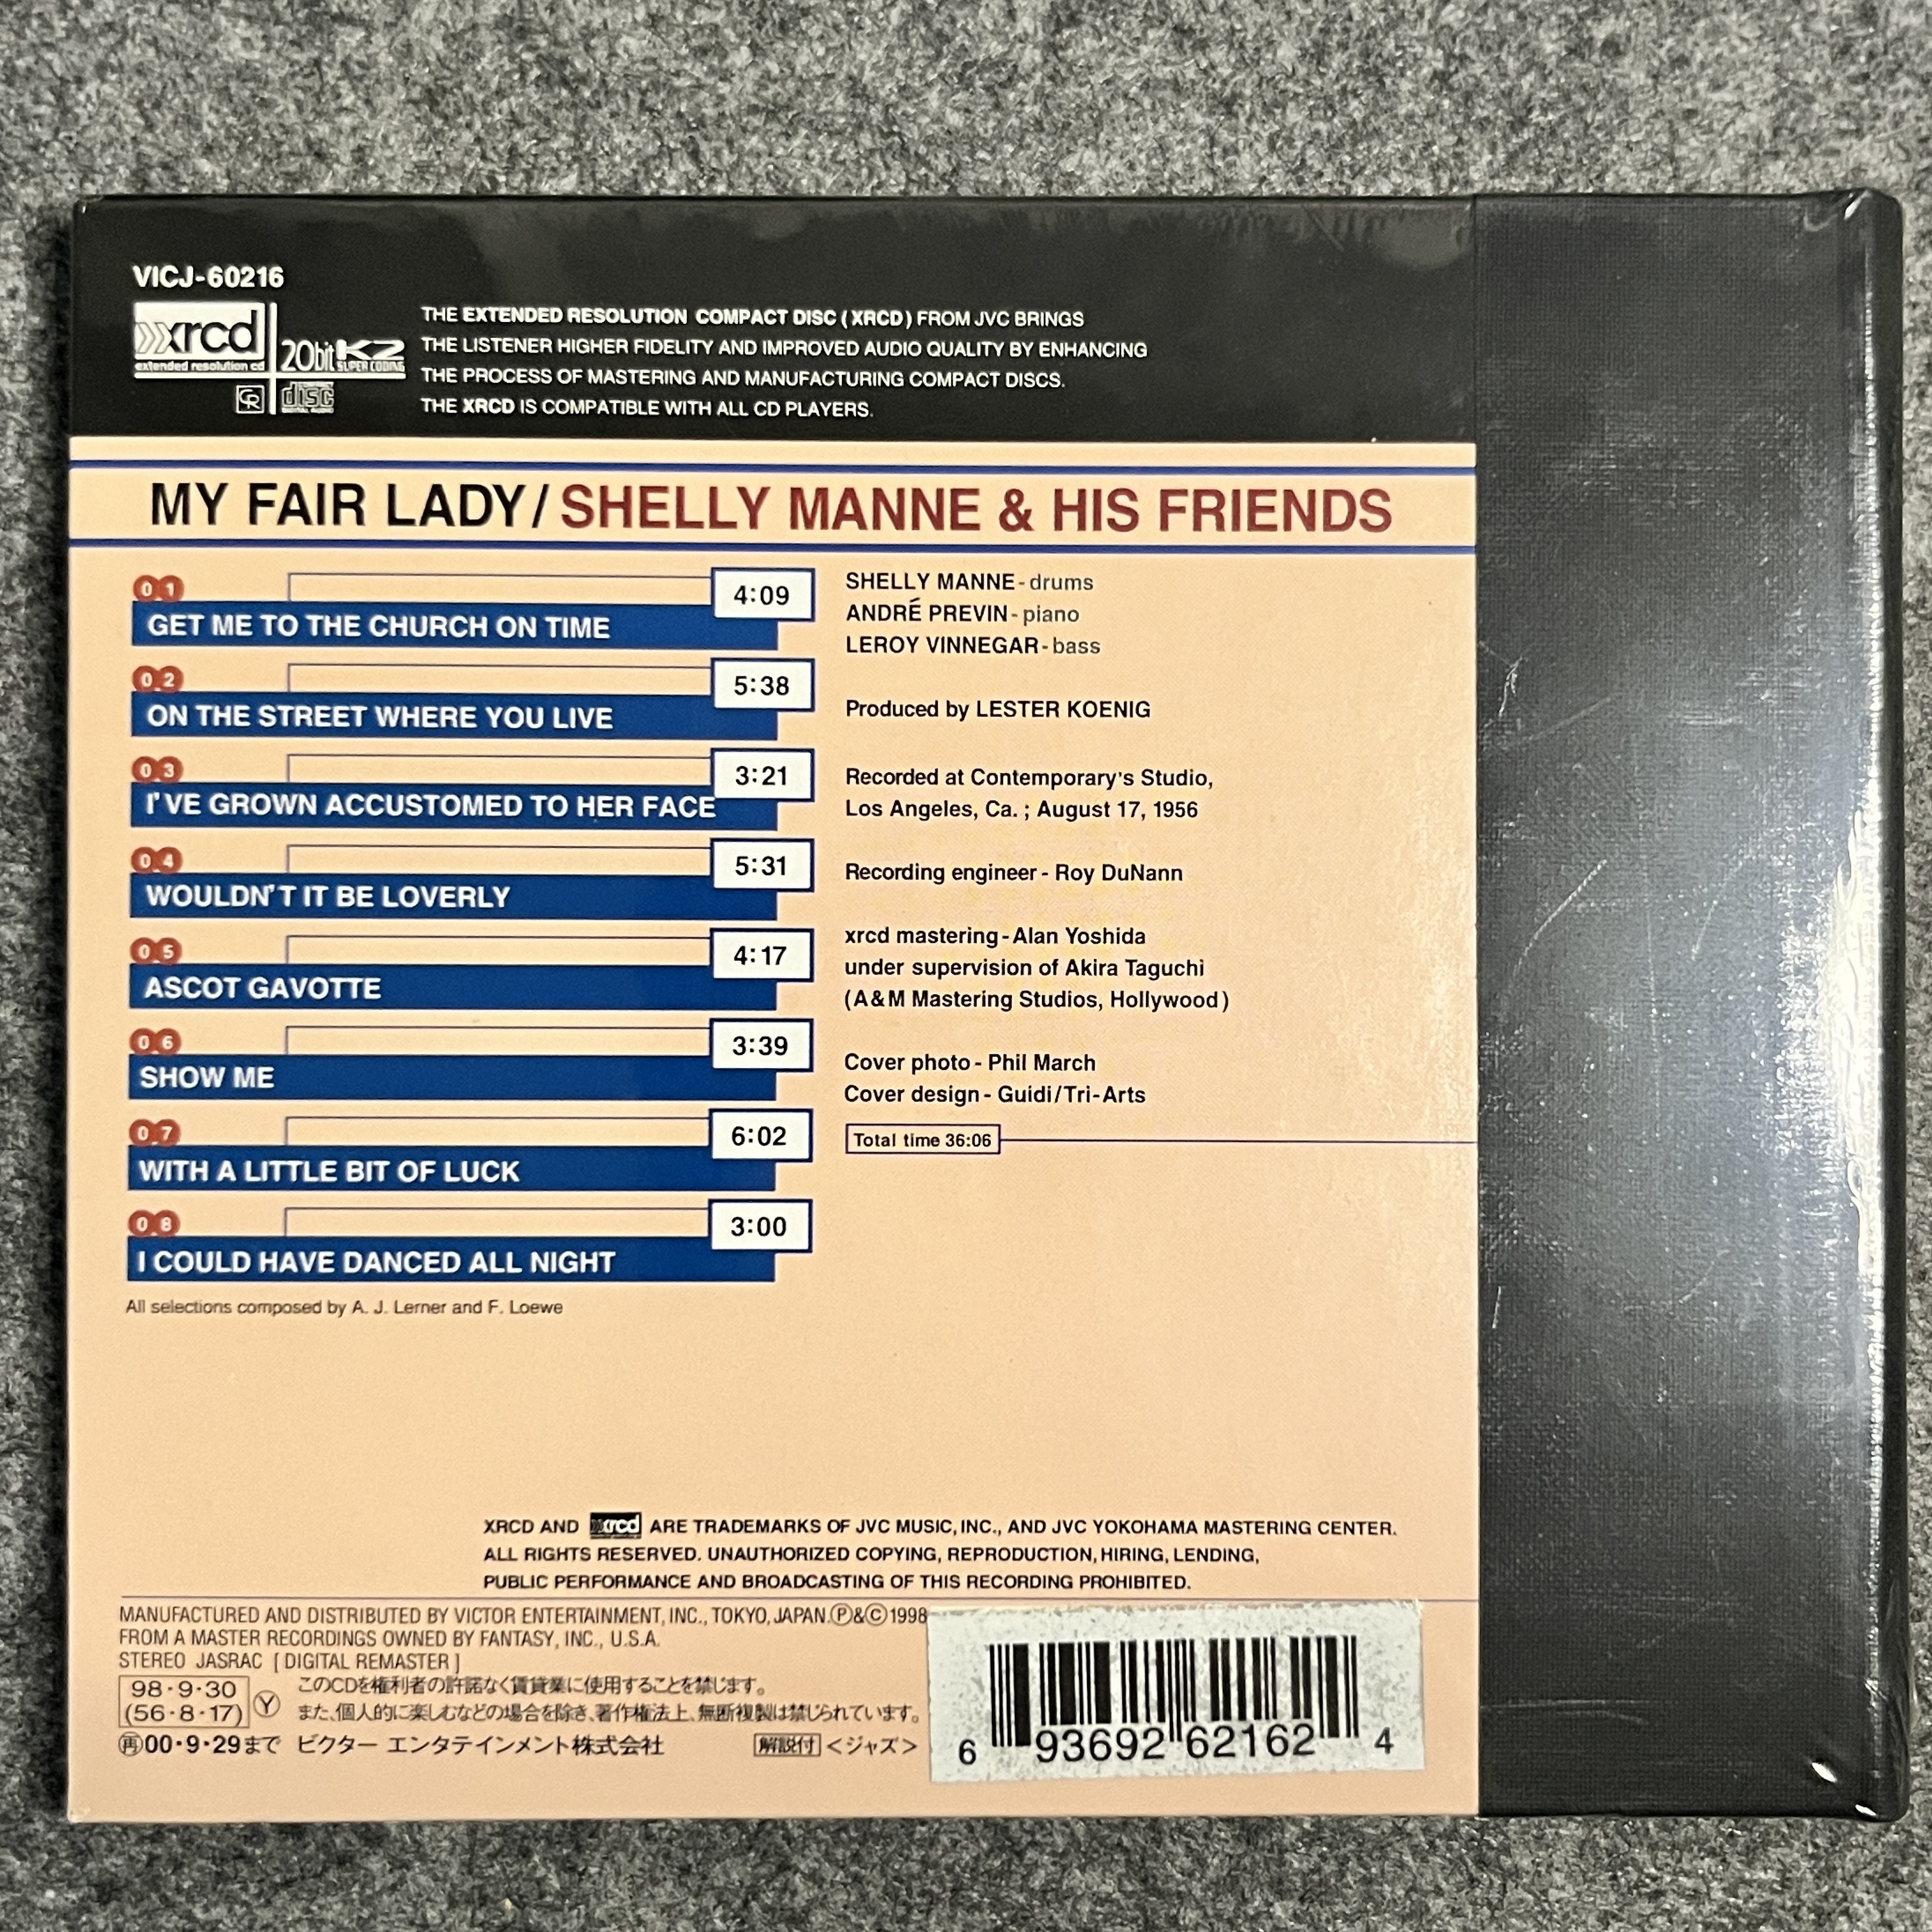 VICJ-60216
xrcd
extended resolution cd
20bit K2
SUPER CODING
disc
DIGITAL AUDIO
THE EXTENDED RESOLUTION COMPACT DISC (XRCD) FROM JVC BRINGS
THE LISTENER HIGHER FIDELITY AND IMPROVED AUDIO QUALITY BY ENHANCING
THE PROCESS OF MASTERING AND MANUFACTURING COMPACT DISCS.
THE XRCD IS COMPATIBLE WITH ALL CD PLAYERS.
MY FAIR LADY/SHELLY MANNE & HIS FRIENDS
01 4:09
GET ME TO THE CHURCH ON TIME
02 5:38
ON THE STREET WHERE YOU LIVE
03 3:21
I'VE GROWN ACCUSTOMED TO HER FACE
04 5:31
WOULDN'T IT BE LOVERLY
05 4:17
ASCOT GAVOTTE
06 3:39
SHOW ME
07 6:02
WITH A LITTLE BIT OF LUCK
08 3:00
I COULD HAVE DANCED ALL NIGHT
All selections composed by A. J. Lerner and F. Loewe
SHELLY MANNE - drums
ANDRÉ PREVIN - piano
LEROY VINNEGAR - bass
Produced by LESTER KOENIG
Recorded at Contemporary's Studio,
Los Angeles, Ca. ; August 17, 1956
Recording engineer - Roy DuNann
xrcd mastering - Alan Yoshida
under supervision of Akira Taguchi
(A&M Mastering Studios, Hollywood)
Cover photo - Phil March
Cover design - Guidi/Tri-Arts
Total time 36:06
XRCD AND xrcd ARE TRADEMARKS OF JVC MUSIC, INC., AND JVC YOKOHAMA MASTERING CENTER.
ALL RIGHTS RESERVED. UNAUTHORIZED COPYING, REPRODUCTION, HIRING, LENDING,
PUBLIC PERFORMANCE AND BROADCASTING OF THIS RECORDING PROHIBITED.
MANUFACTURED AND DISTRIBUTED BY VICTOR ENTERTAINMENT, INC., TOKYO, JAPAN.Ⓟ&Ⓒ1998
FROM A MASTER RECORDINGS OWNED BY FANTASY, INC., U.S.A.
STEREO JASRAC [DIGITAL REMASTER]
98・9・30
(56・8・17) Ⓨ
このCDを権利者の許諾なく賃貸業に使用することを禁じます。
また、個人的に楽しむなどの場合を除き、著作権法上、無断複製は禁じられています。
再00・9・29まで ビクター エンタテインメント株式会社 解説付 <ジャズ>
6 93692 62162 4